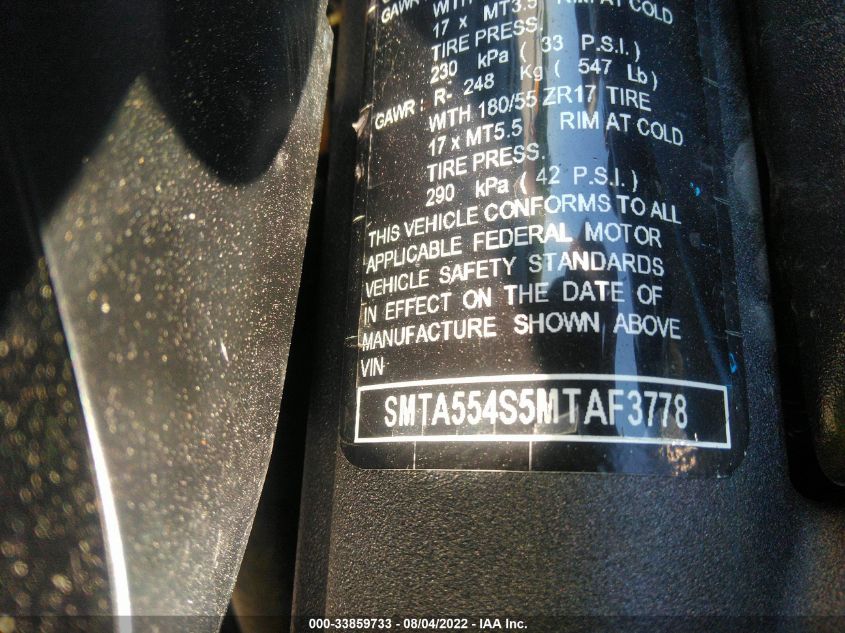 GAWR
WITH
17 x MT3.5 RIM AT COLD
TIRE PRESS.
230 kPa ( 33 P.S.I.)
GAWR : R- 248 Kg ( 547 Lb)
WITH 180/55 ZR17 TIRE
17 x MT5.5 RIM AT COLD
TIRE PRESS.
290 kPa ( 42 P.S.I.)
THIS VEHICLE CONFORMS TO ALL
APPLICABLE FEDERAL MOTOR
VEHICLE SAFETY STANDARDS
IN EFFECT ON THE DATE OF
MANUFACTURE SHOWN ABOVE
VIN
SMTA554S5MTAF3778
000-33859733 - 08/04/2022 - IAA Inc.